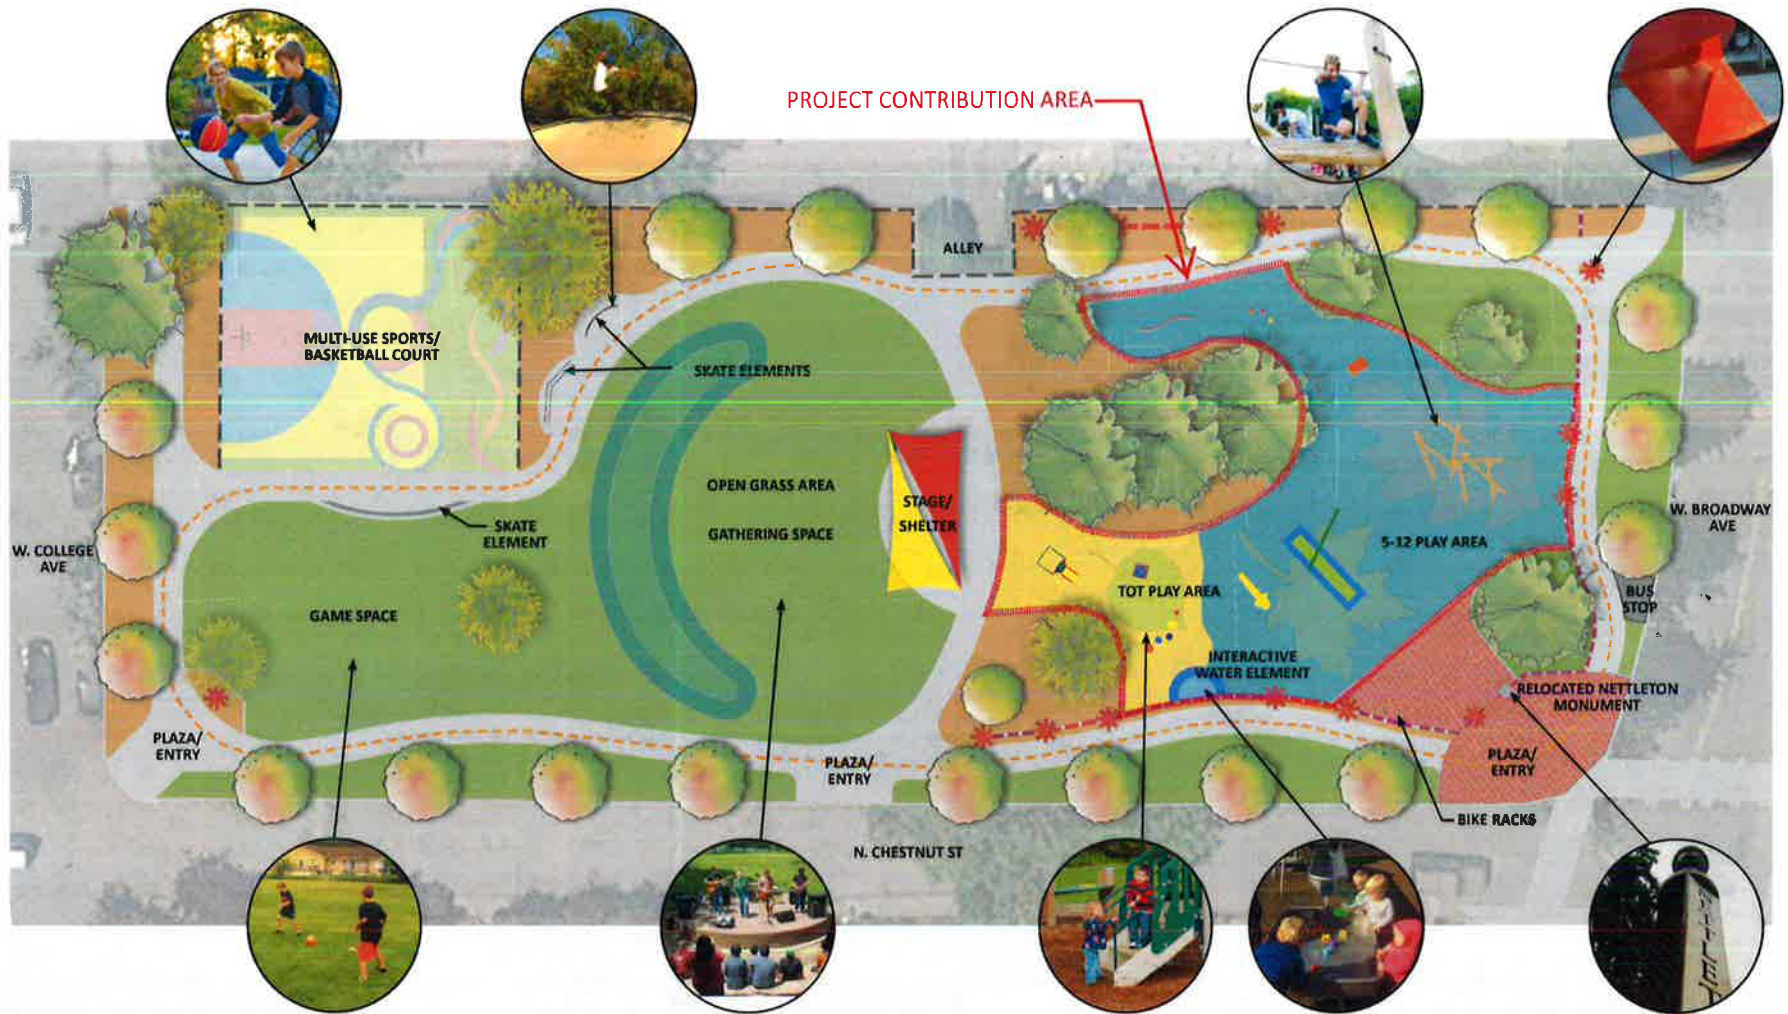 PROJECT CONTRIBUTION AREA
ALLEY
MULTI-USE SPORTS/
BASKETBALL COURT
SKATE ELEMENTS
OPEN GRASS AREA
GATHERING SPACE
STAGE/
SHELTER
SKATE
ELEMENT
W. COLLEGE
AVE
GAME SPACE
5-12 PLAY AREA
W. BROADWAY
AVE
TOT PLAY AREA
BUS
STOP
INTERACTIVE
WATER ELEMENT
RELOCATED NETTLETON
MONUMENT
PLAZA/
ENTRY
PLAZA/
ENTRY
PLAZA/
ENTRY
BIKE RACKS
N. CHESTNUT ST